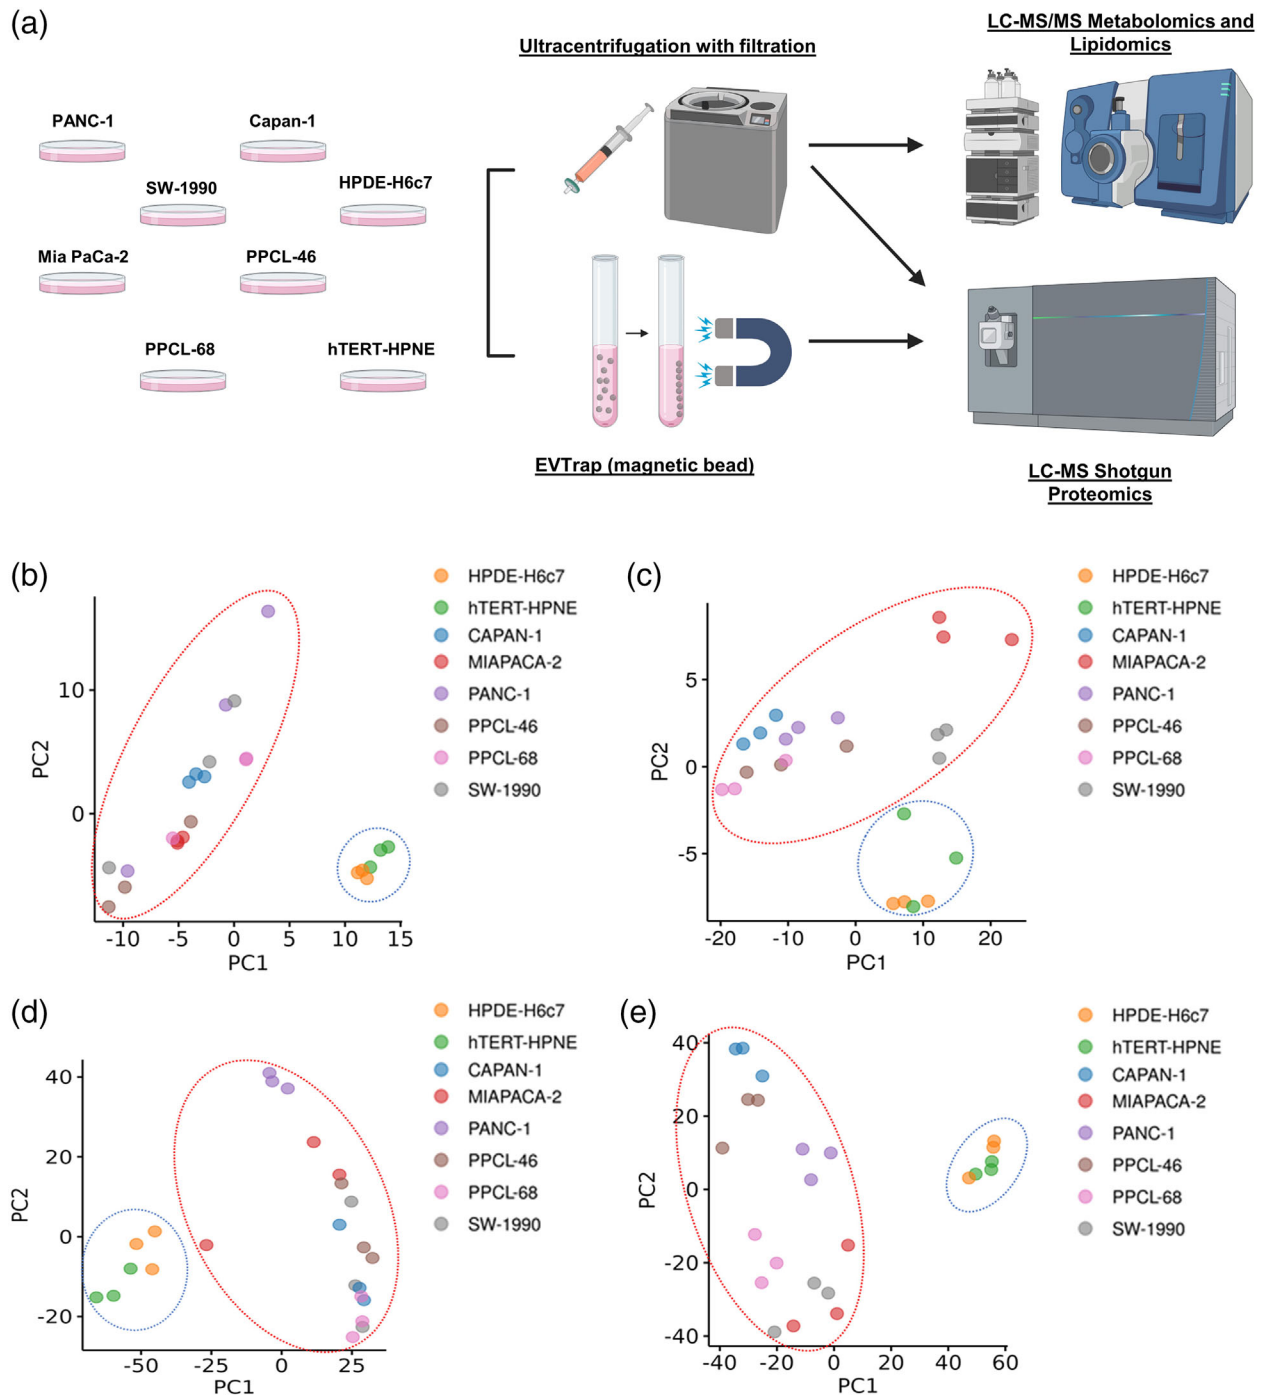 (a)
Ultracentrifugation with filtration
LC-MS/MS Metabolomics and
Lipidomics
PANC-1
Capan-1
SW-1990
HPDE-H6c7
Mia PaCa-2
PPCL-46
PPCL-68
hTERT-HPNE
EVTrap (magnetic bead)
LC-MS Shotgun
Proteomics
(b)
PC2
10
0
-10
-5
0
5
10
15
PC1
HPDE-H6c7
hTERT-HPNE
CAPAN-1
MIAPACA-2
PANC-1
PPCL-46
PPCL-68
SW-1990
(c)
PC2
5
0
-5
-20
-10
0
10
20
PC1
HPDE-H6c7
hTERT-HPNE
CAPAN-1
MIAPACA-2
PANC-1
PPCL-46
PPCL-68
SW-1990
(d)
PC2
40
20
0
-20
-50
-25
0
25
PC1
HPDE-H6c7
hTERT-HPNE
CAPAN-1
MIAPACA-2
PANC-1
PPCL-46
PPCL-68
SW-1990
(e)
PC2
40
20
0
-20
-40
-40
-20
0
20
40
60
PC1
HPDE-H6c7
hTERT-HPNE
CAPAN-1
MIAPACA-2
PANC-1
PPCL-46
PPCL-68
SW-1990